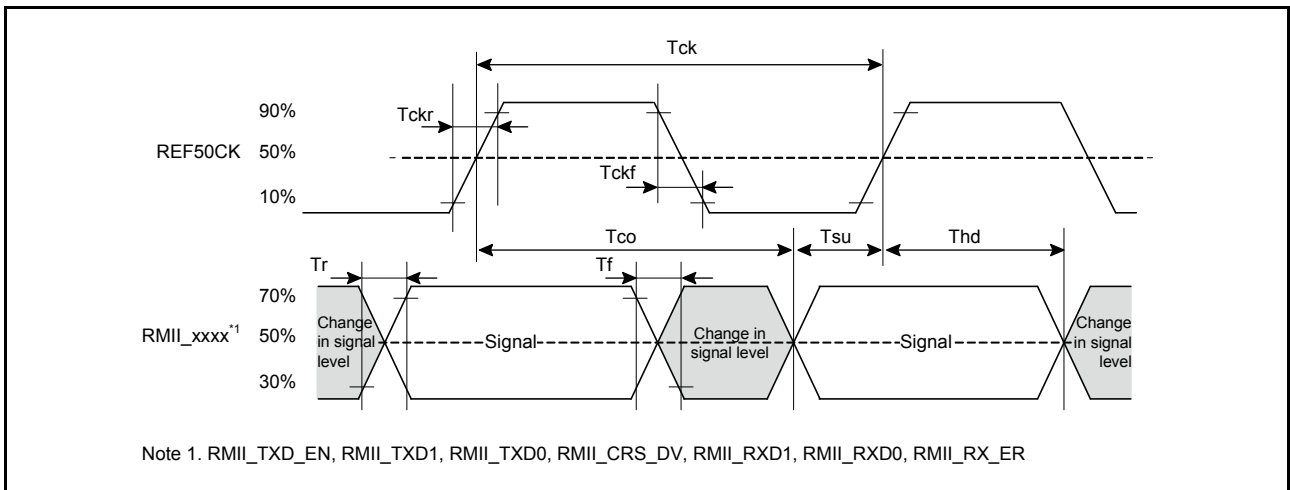 Tck
90%
Tckr
REF50CK 50%
Tckf
10%
Tco Tsu Thd
Tr Tf
70%
RMII_xxxx*1 50%
30%
Change
in signal
level
Signal
Change in
signal level
Signal
Change
in signal
level
Note 1. RMII_TXD_EN, RMII_TXD1, RMII_TXD0, RMII_CRS_DV, RMII_RXD1, RMII_RXD0, RMII_RX_ER